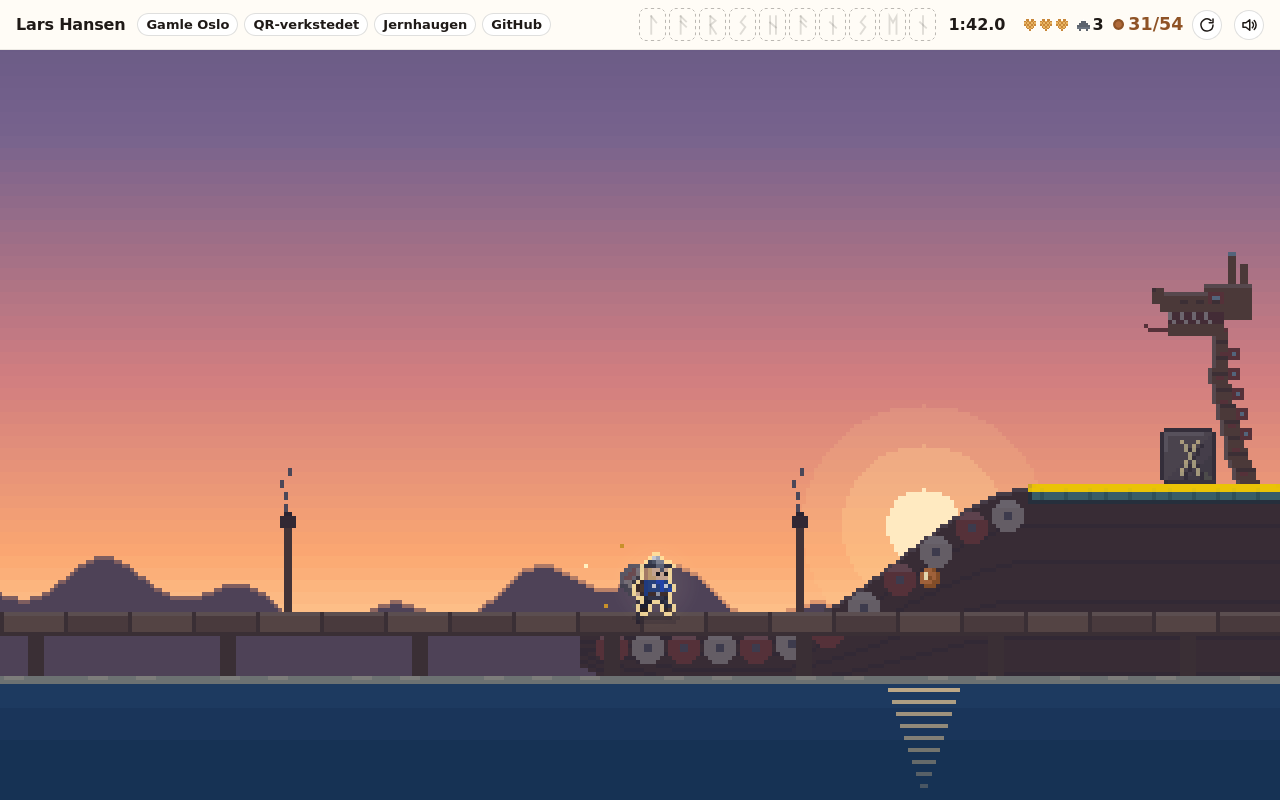 Lars Hansen Gamle Oslo QR-verkstedet Jernhaugen GitHub ᛚ ᚨ ᚱ ᛊ ᚺ ᚨ ᚾ ᛊ ᛖ ᚾ 1:42.0 3 31/54